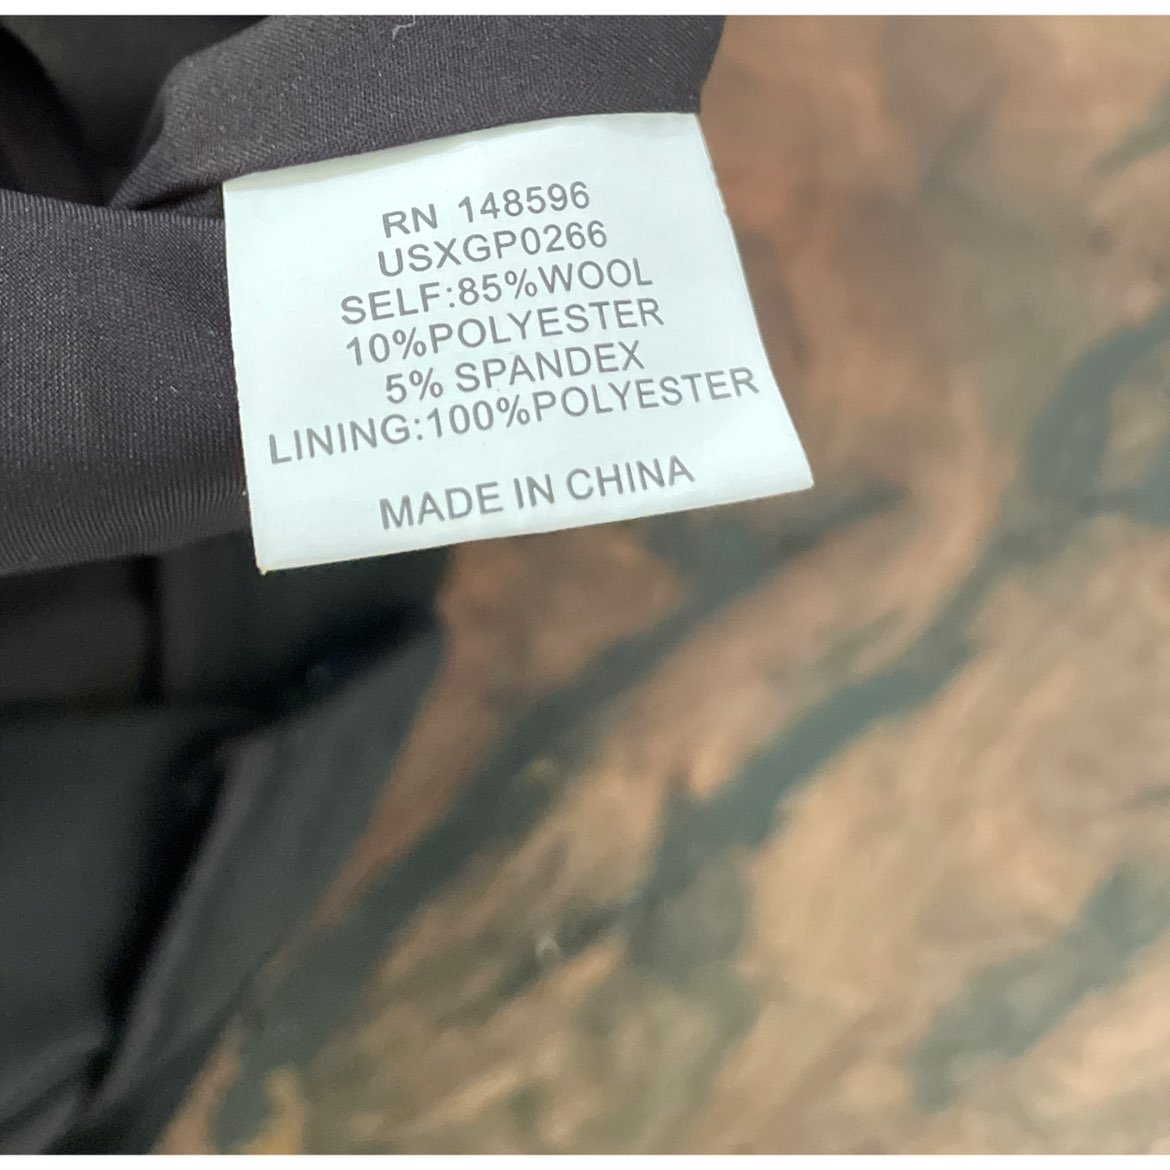 RN 148596
USXGP0266
SELF:85%WOOL
10%POLYESTER
5% SPANDEX
LINING:100%POLYESTER
MADE IN CHINA